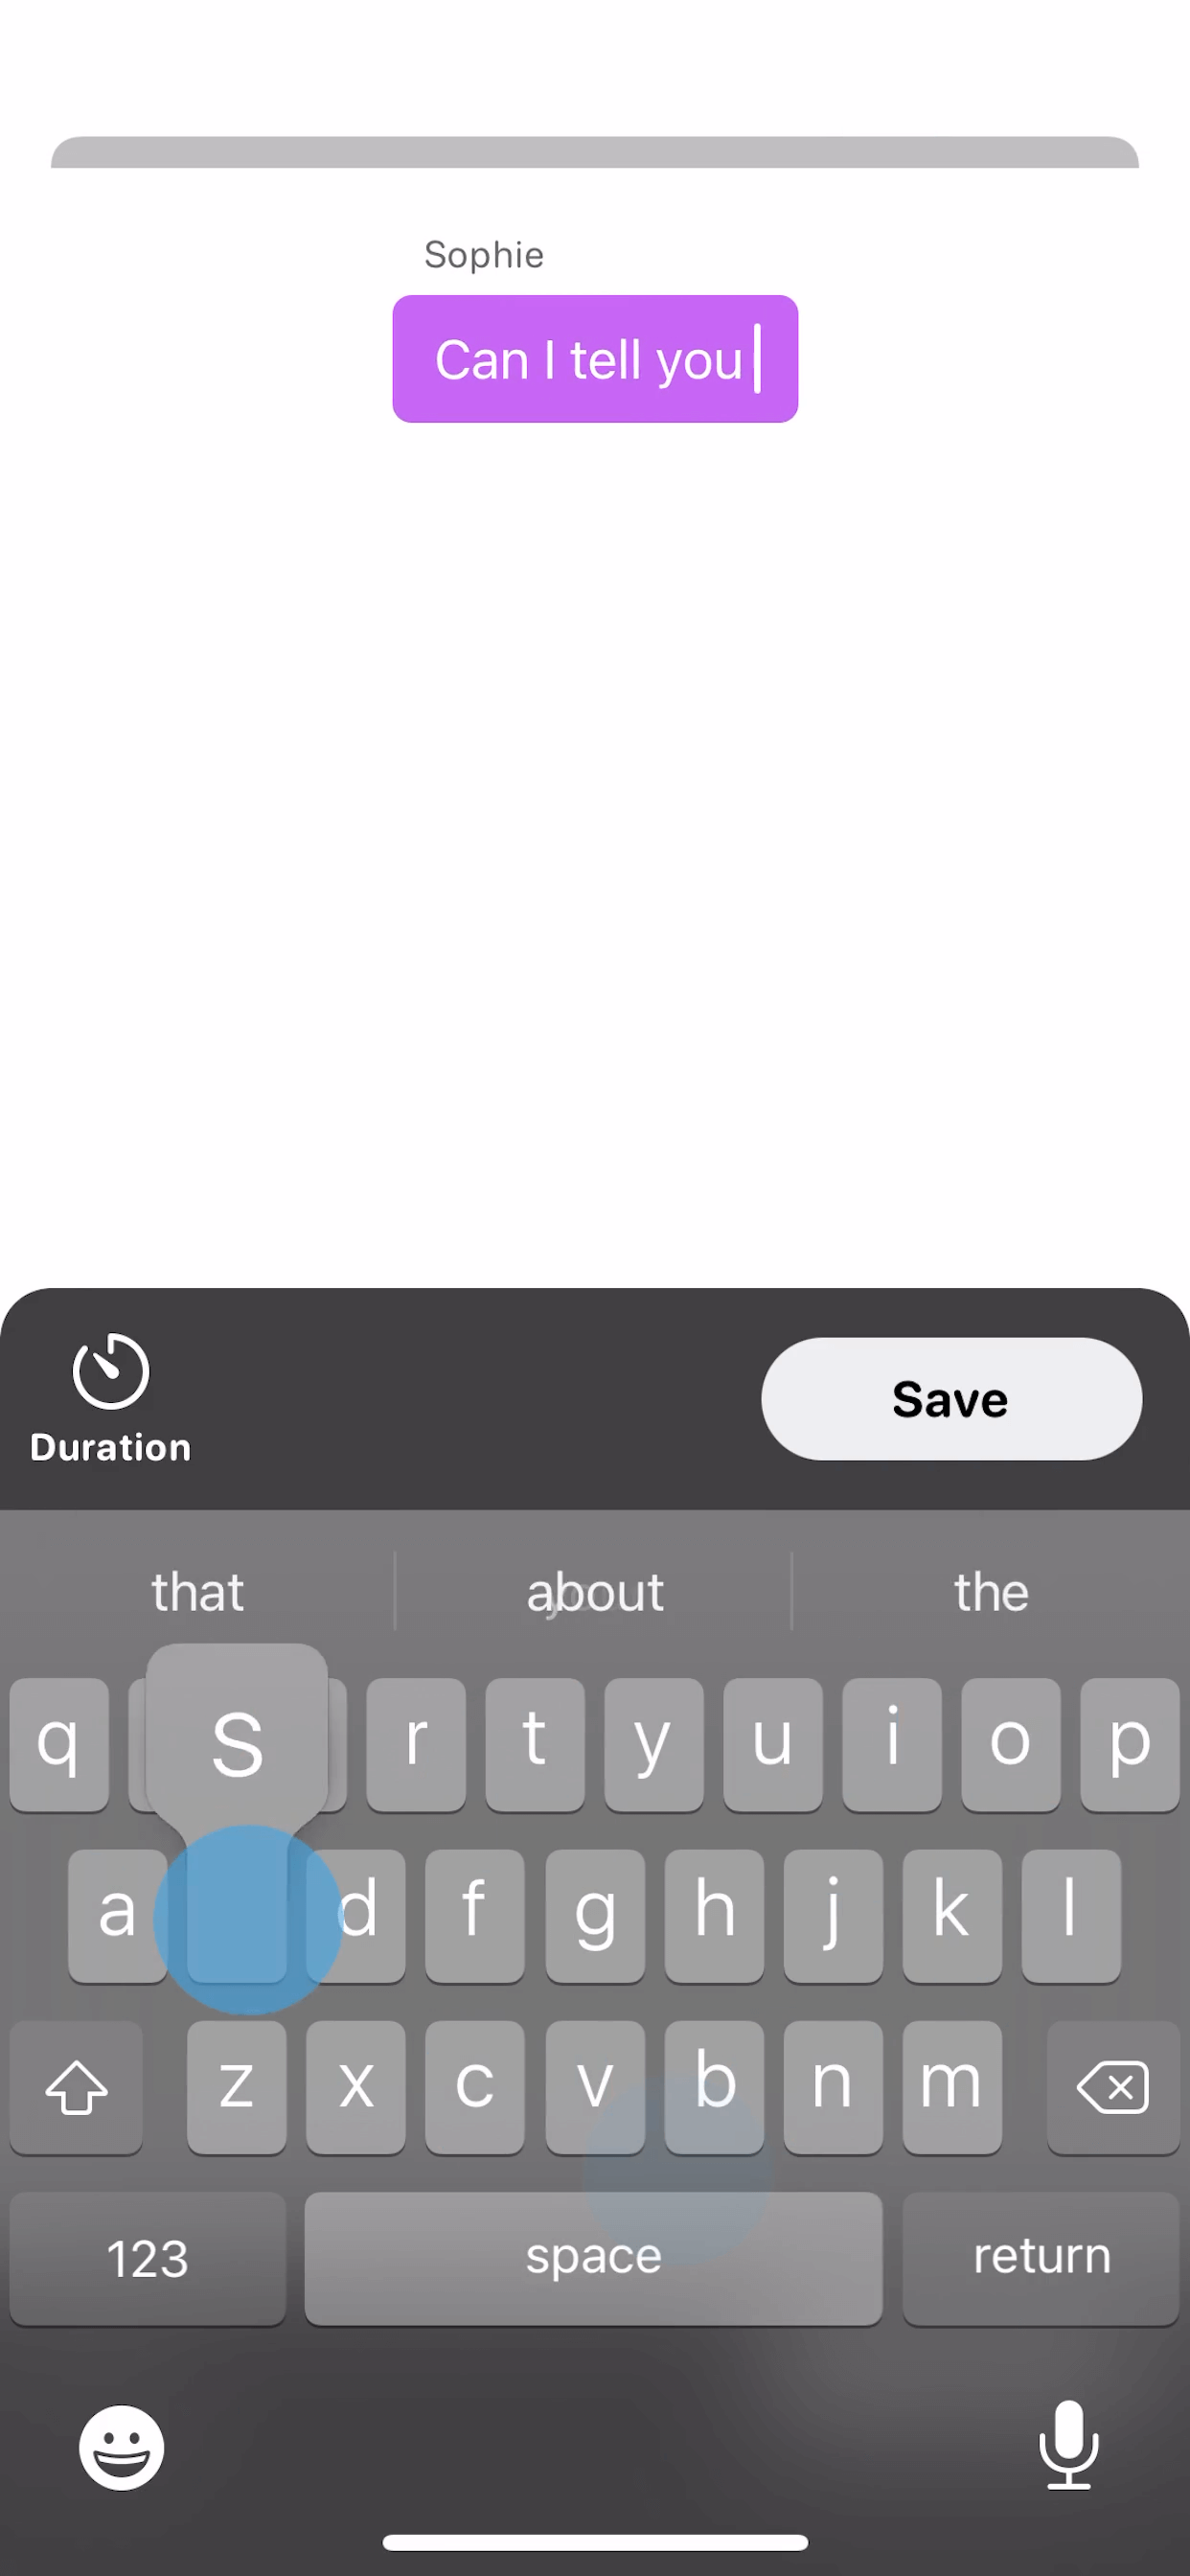 Sophie
Can I tell you
Duration
Save
that about the
q s r t y u i o p
a d f g h j k l
z x c v b n m
123 space return